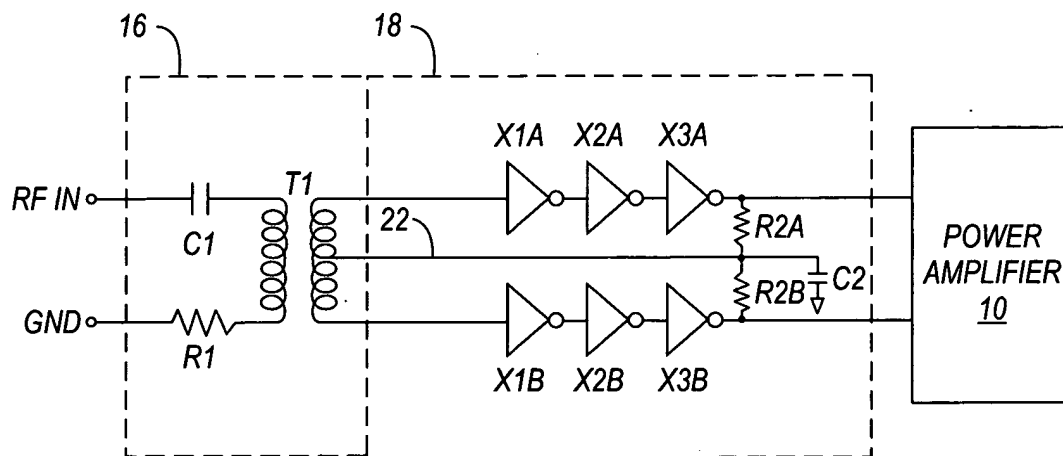 16
18
X1A X2A X3A
RF IN
T1
C1
22
R2A
POWER
AMPLIFIER
10
C2
R2B
GND
R1
X1B X2B X3B